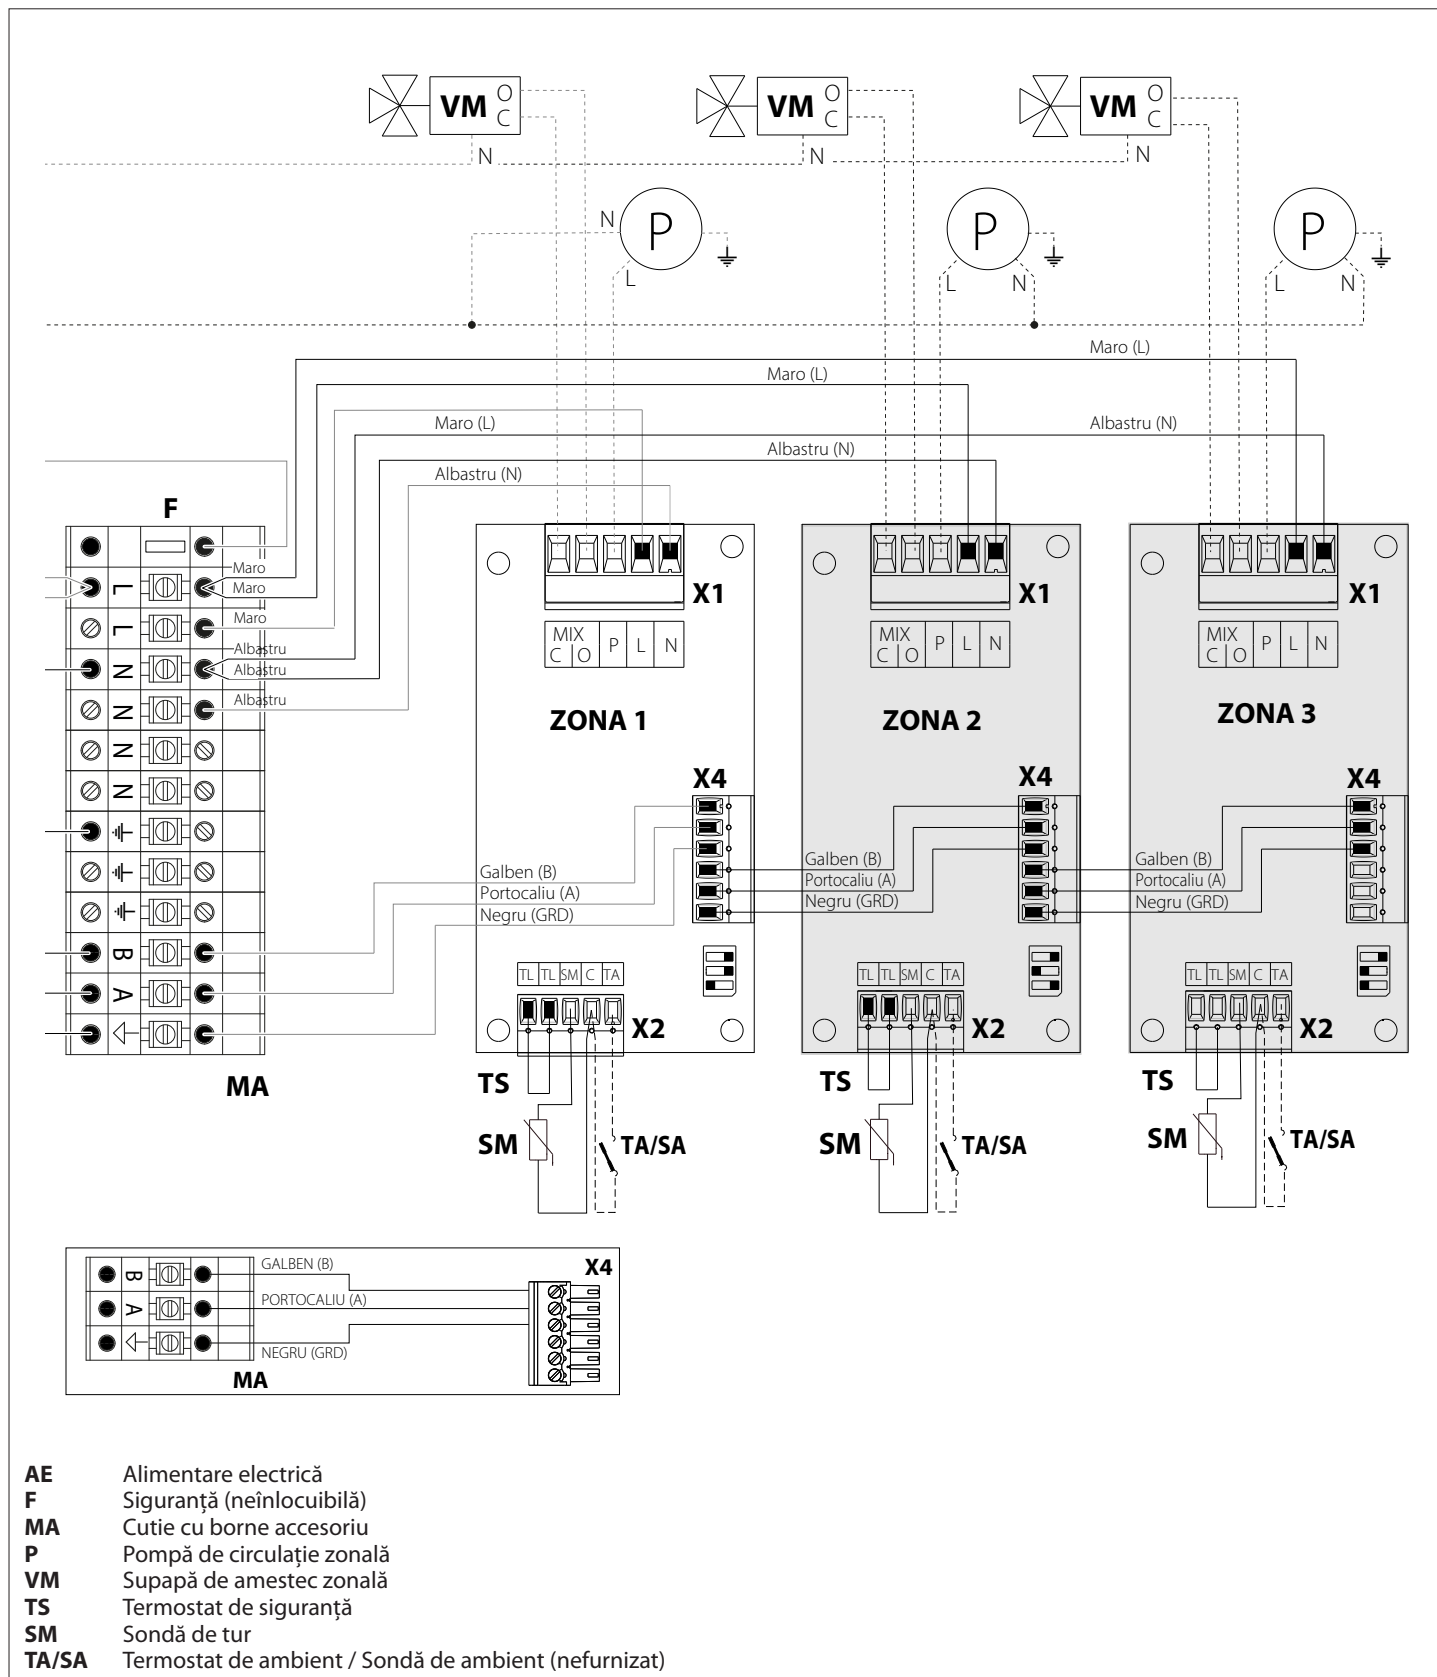 VM O C
VM O C
VM O C
N
N
N
N P
L
P
L N
P
L N
Maro (L)
Maro (L)
Maro (L)
Albastru (N)
Albastru (N)
Albastru (N)
F
Maro
L Maro
L Maro
Albastru
N Albastru
N Albastru
N
N
B
A
MA
X1
MIX C O P L N
ZONA 1
X4
Galben (B)
Portocaliu (A)
Negru (GRD)
TL TL SM C TA
X2
TS
SM
TA/SA
X1
MIX C O P L N
ZONA 2
X4
Galben (B)
Portocaliu (A)
Negru (GRD)
TL TL SM C TA
X2
TS
SM
TA/SA
X1
MIX C O P L N
ZONA 3
X4
Galben (B)
Portocaliu (A)
Negru (GRD)
TL TL SM C TA
X2
TS
SM
TA/SA
B GALBEN (B)
A PORTOCALIU (A)
NEGRU (GRD)
MA
X4
AE Alimentare electrică
F Siguranță (neînlocuibilă)
MA Cutie cu borne accesoriu
P Pompă de circulație zonală
VM Supapă de amestec zonală
TS Termostat de siguranță
SM Sondă de tur
TA/SA Termostat de ambient / Sondă de ambient (nefurnizat)